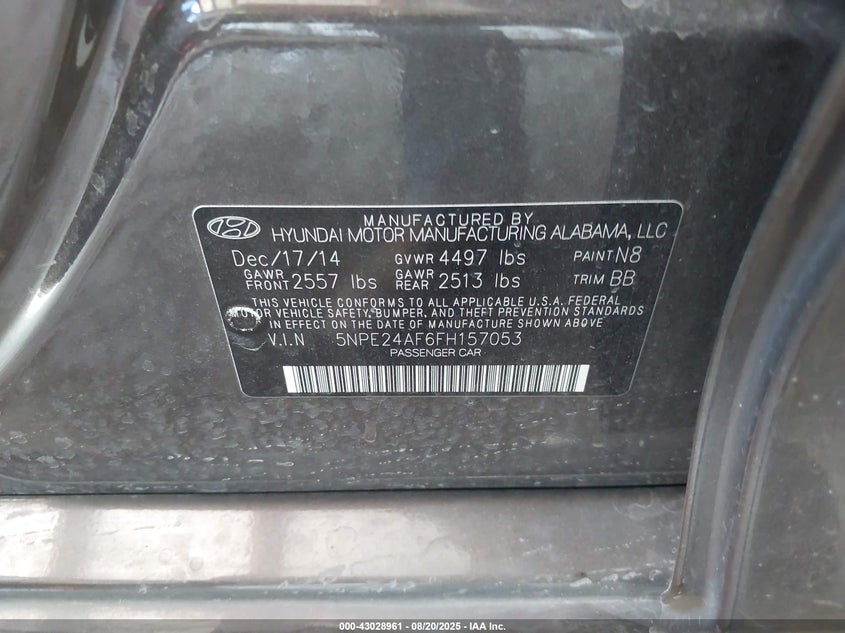 MANUFACTURED BY
HYUNDAI MOTOR MANUFACTURING ALABAMA, LLC
Dec/17/14 GVWR 4497 lbs PAINT N8
GAWR FRONT 2557 lbs GAWR REAR 2513 lbs TRIM BB
THIS VEHICLE CONFORMS TO ALL APPLICABLE U.S.A. FEDERAL
MOTOR VEHICLE SAFETY, BUMPER, AND THEFT PREVENTION STANDARDS
IN EFFECT ON THE DATE OF MANUFACTURE SHOWN ABOVE
V.I.N 5NPE24AF6FH157053
PASSENGER CAR
000-43028961 - 08/20/2025 - IAA Inc.